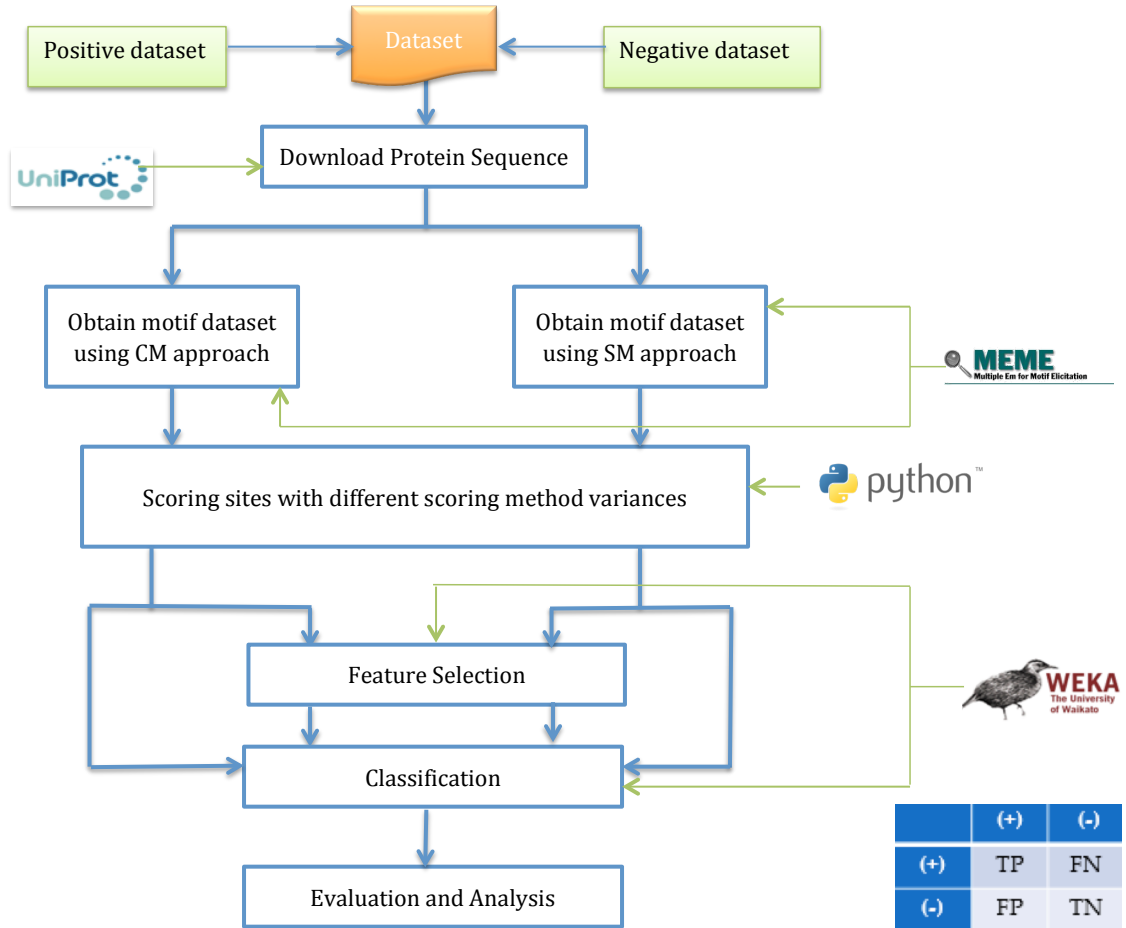 Positive dataset
Dataset
Negative dataset
Download Protein Sequence
UniProt
Obtain motif dataset
using CM approach
Obtain motif dataset
using SM approach
MEME
Multiple Em for Motif Elicitation
Scoring sites with different scoring method variances
python™
Feature Selection
WEKA
The University
of Waikato
Classification
(+) (-)
(+) TP FN
(-) FP TN
Evaluation and Analysis